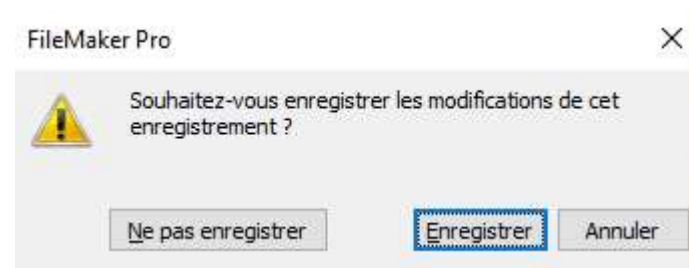 FileMaker Pro
Souhaitez-vous enregistrer les modifications de cet
enregistrement ?
Ne pas enregistrer
Enregistrer
Annuler